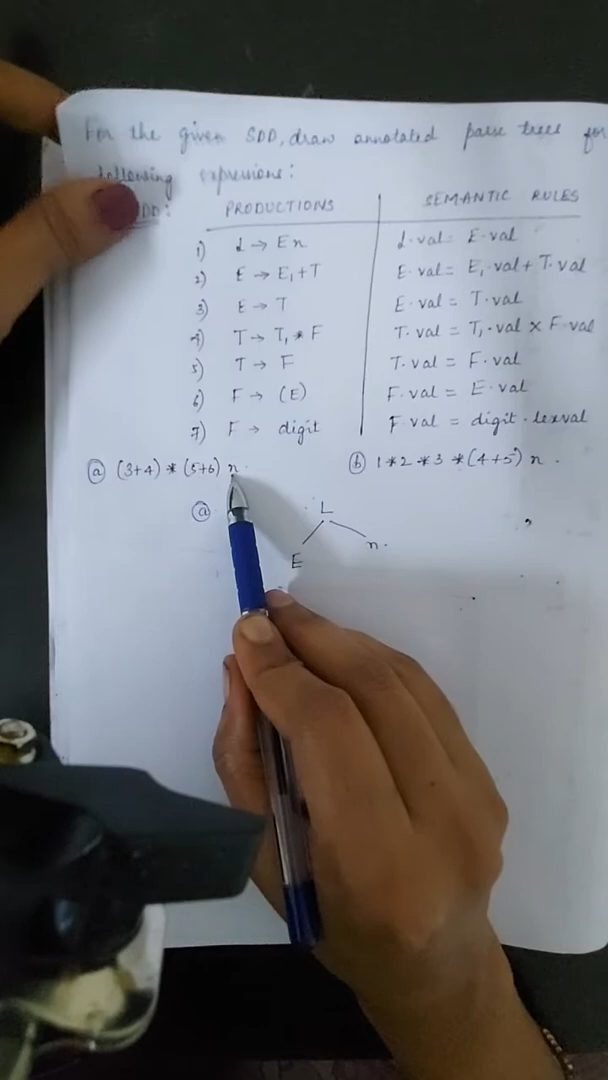 For the given SDD, draw annotated parse trees for
following expressions:
DD: PRODUCTIONS SEMANTIC RULES
1) L → En L.val = E.val
2) E → E₁+T E.val = E₁.val + T.val
3) E → T E.val = T.val
4) T → T₁ * F T.val = T₁.val × F.val
5) T → F T.val = F.val
6) F → (E) F.val = E.val
7) F → digit F.val = digit.lexval
ⓐ (3+4) * (5+6) n. ⓑ 1*2*3*(4+5) n.
ⓐ L
E n.